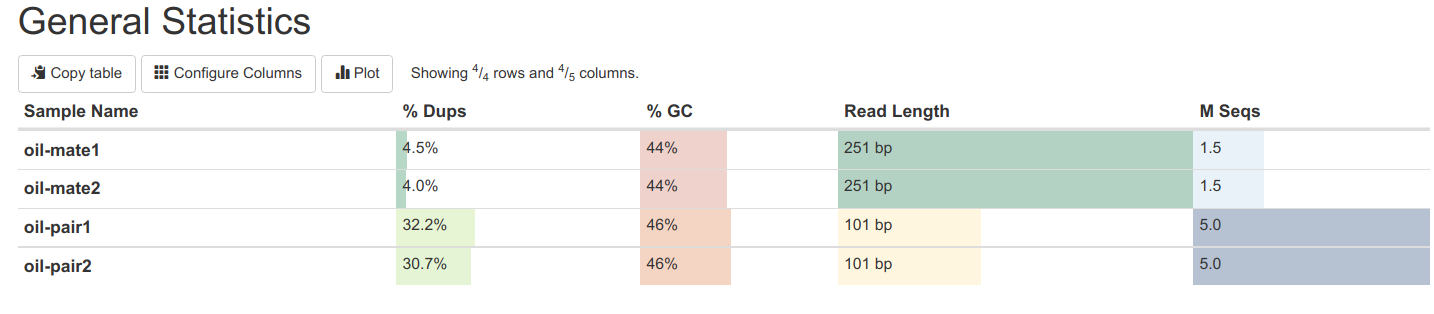 General Statistics
Copy table Configure Columns Plot Showing 4/4 rows and 4/5 columns.
Sample Name % Dups % GC Read Length M Seqs
oil-mate1 4.5% 44% 251 bp 1.5
oil-mate2 4.0% 44% 251 bp 1.5
oil-pair1 32.2% 46% 101 bp 5.0
oil-pair2 30.7% 46% 101 bp 5.0